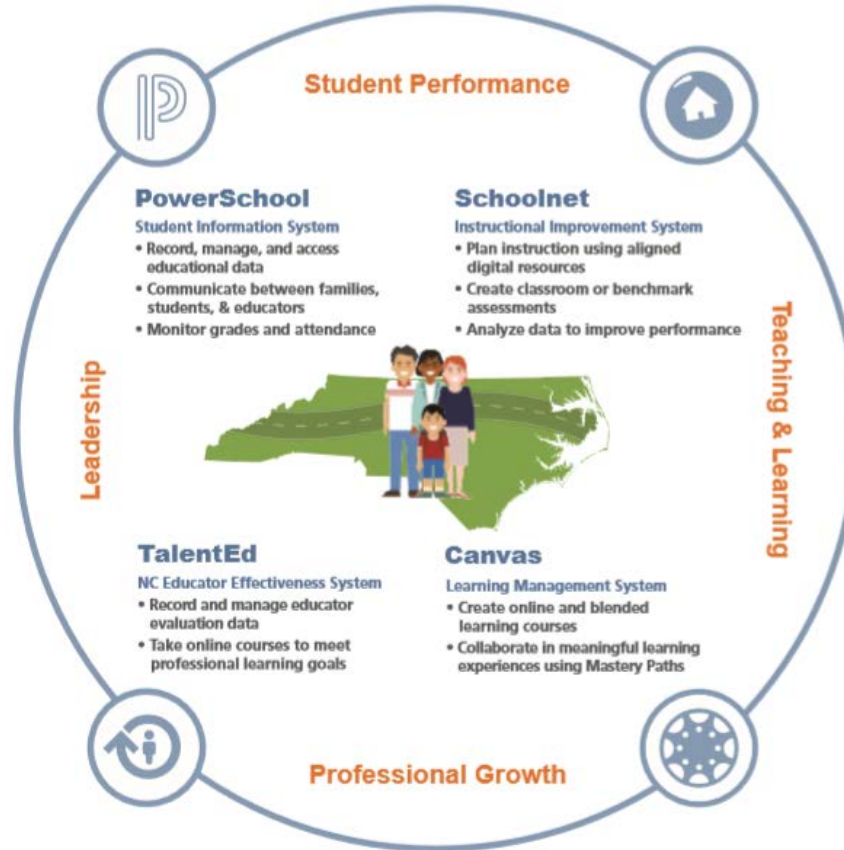 Student Performance
PowerSchool
Student Information System
• Record, manage, and access
educational data
• Communicate between families,
students, & educators
• Monitor grades and attendance
Schoolnet
Instructional Improvement System
• Plan instruction using aligned
digital resources
• Create classroom or benchmark
assessments
• Analyze data to improve performance
Leadership
Teaching & Learning
TalentEd
NC Educator Effectiveness System
• Record and manage educator
evaluation data
• Take online courses to meet
professional learning goals
Canvas
Learning Management System
• Create online and blended
learning courses
• Collaborate in meaningful learning
experiences using Mastery Paths
Professional Growth